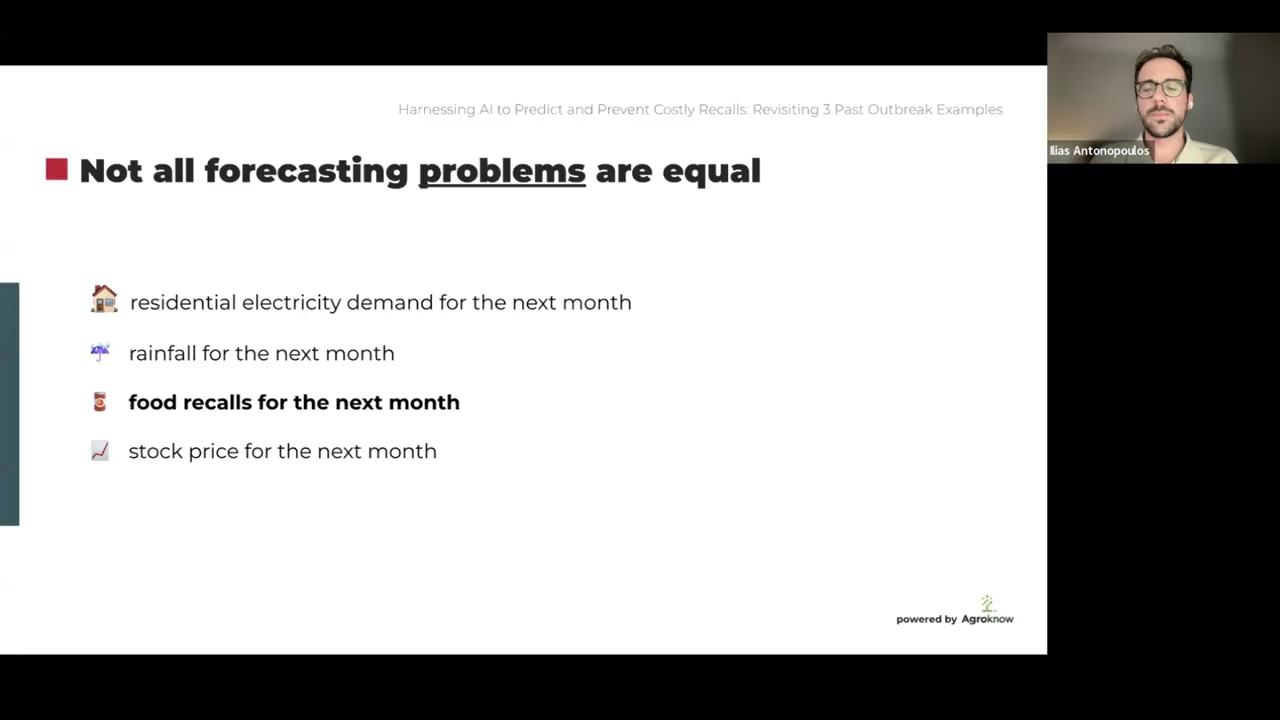 Harnessing AI to Predict and Prevent Costly Recalls: Revisiting 3 Past Outbreak Examples
Not all forecasting problems are equal
residential electricity demand for the next month
rainfall for the next month
food recalls for the next month
stock price for the next month
powered by Agroknow
Ilias Antonopoulos